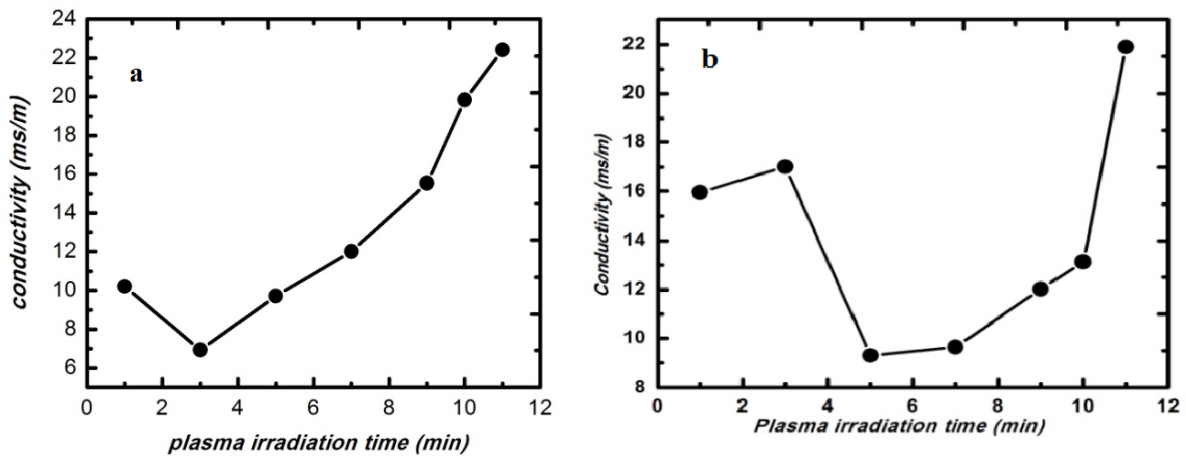 a
24
22
20
18
16
14
12
10
8
6
conductivity (ms/m)
0 2 4 6 8 10 12
plasma irradiation time (min)
b
22
20
18
16
14
12
10
8
Conductivity (ms/m)
0 2 4 6 8 10 12
Plasma irradiation time (min)